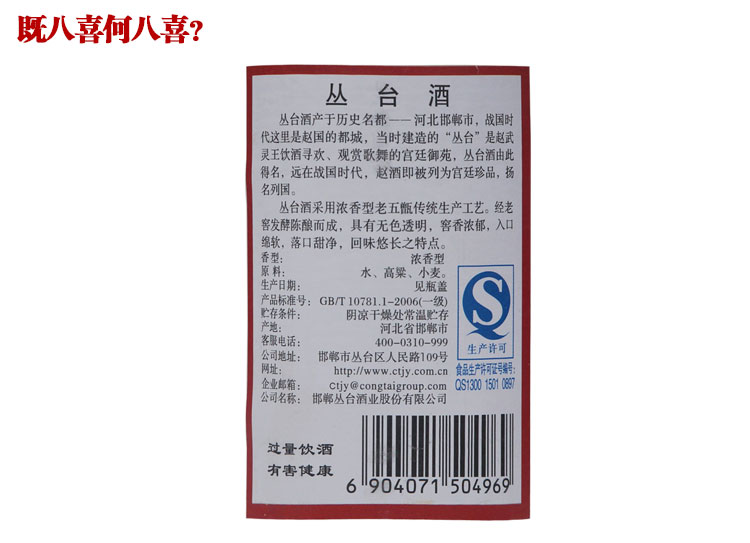 既八喜何八喜?
丛台酒
丛台酒产于历史名都——河北邯郸市，战国时
代这里是赵国的都城，当时建造的“丛台”是赵武
灵王饮酒寻欢、观赏歌舞的宫廷御苑，丛台酒由此
得名，远在战国时代，赵酒即被列为宫廷珍品，扬
名列国。
丛台酒采用浓香型老五甑传统生产工艺。经老
窖发酵陈酿而成，具有无色透明，窖香浓郁，入口
绵软，落口甜净，回味悠长之特点。
香型： 浓香型
原料： 水、高粱、小麦。
生产日期： 见瓶盖
产品标准号：GB/T 10781.1-2006(一级)
贮存条件： 阴凉干燥处常温贮存
产地： 河北省邯郸市
客服电话： 400-0310-999
公司地址： 邯郸市丛台区人民路109号
网址： http://www.ctjy.com.cn
企业邮箱： Ctjy@congtaigroup.com
公司名称： 邯郸丛台酒业股份有限公司
QS
生产许可
食品生产许可证号编号:
QS1300 1501 0897
过量饮酒
有害健康
6 904071 504969